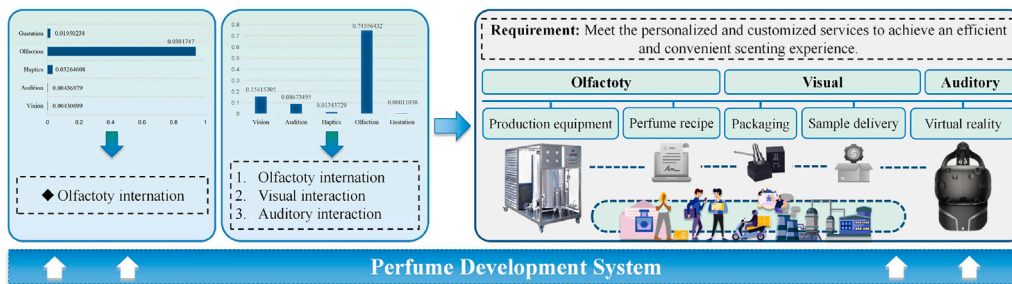 Gustation
0.01950238
Olfaction
0.9391747
Haptics
0.03264608
Audition
0.00436979
Vision
0.00430699
0 0.2 0.4 0.6 0.8 1
◆ Olfactoty internation
0.8
0.7
0.6
0.5
0.4
0.3
0.2
0.1
0
0.15415305
0.08673495
0.01343729
0.74556432
0.00011038
Vision Audition Haptics Olfaction Gustation
1. Olfactoty internation
2. Visual interaction
3. Auditory interaction
Requirement: Meet the personalized and customized services to achieve an efficient
and convenient scenting experience.
Olfactoty Visual Auditory
Production equipment Perfume recipe Packaging Sample delivery Virtual reality
Perfume Development System